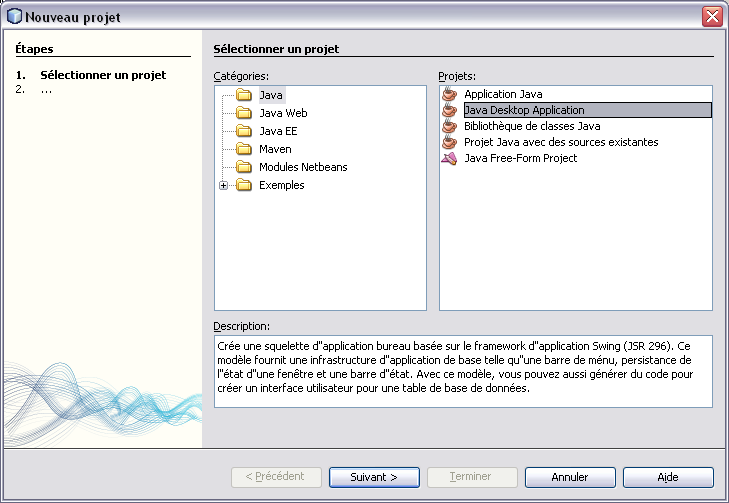 Nouveau projet
Étapes
1. Sélectionner un projet
2. ...
Sélectionner un projet
Catégories:
Java
Java Web
Java EE
Maven
Modules Netbeans
Exemples
Projets:
Application Java
Java Desktop Application
Bibliothèque de classes Java
Projet Java avec des sources existantes
Java Free-Form Project
Description:
Crée une squelette d"application bureau basée sur le framework d"application Swing (JSR 296). Ce
modèle fournit une infrastructure d"application de base telle qu"une barre de ménu, persistance de
l"état d"une fenêtre et une barre d"état. Avec ce modèle, vous pouvez aussi générer du code pour
créer un interface utilisateur pour une table de base de données.
< Précédent
Suivant >
Terminer
Annuler
Aide